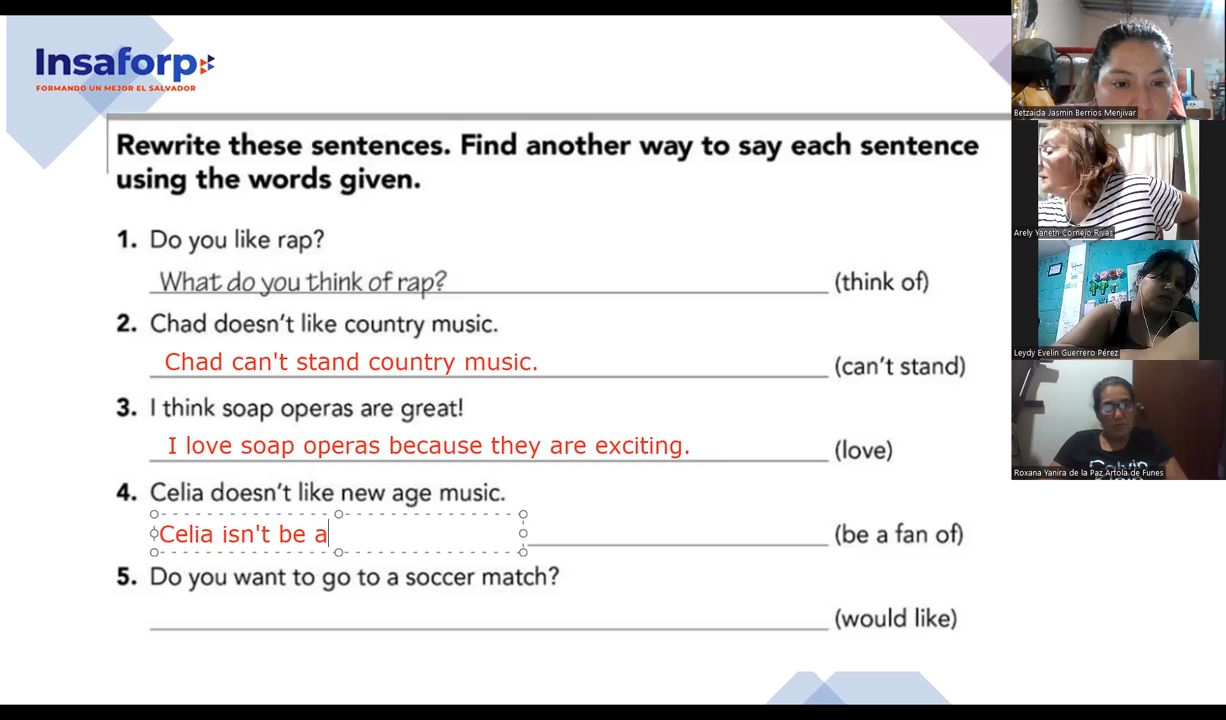 Insaforp
FORMANDO UN MEJOR EL SALVADOR
Rewrite these sentences. Find another way to say each sentence
using the words given.
1. Do you like rap?
What do you think of rap? (think of)
2. Chad doesn't like country music.
Chad can't stand country music. (can't stand)
3. I think soap operas are great!
I love soap operas because they are exciting. (love)
4. Celia doesn't like new age music.
Celia isn't be a (be a fan of)
5. Do you want to go to a soccer match?
(would like)
Betzaida Jasmin Berrios Menjivar
Arely Yaneth Cornejo Rivas
Leydy Evelin Guerrero Pérez
Roxana Yanira de la Paz Artola de Funes